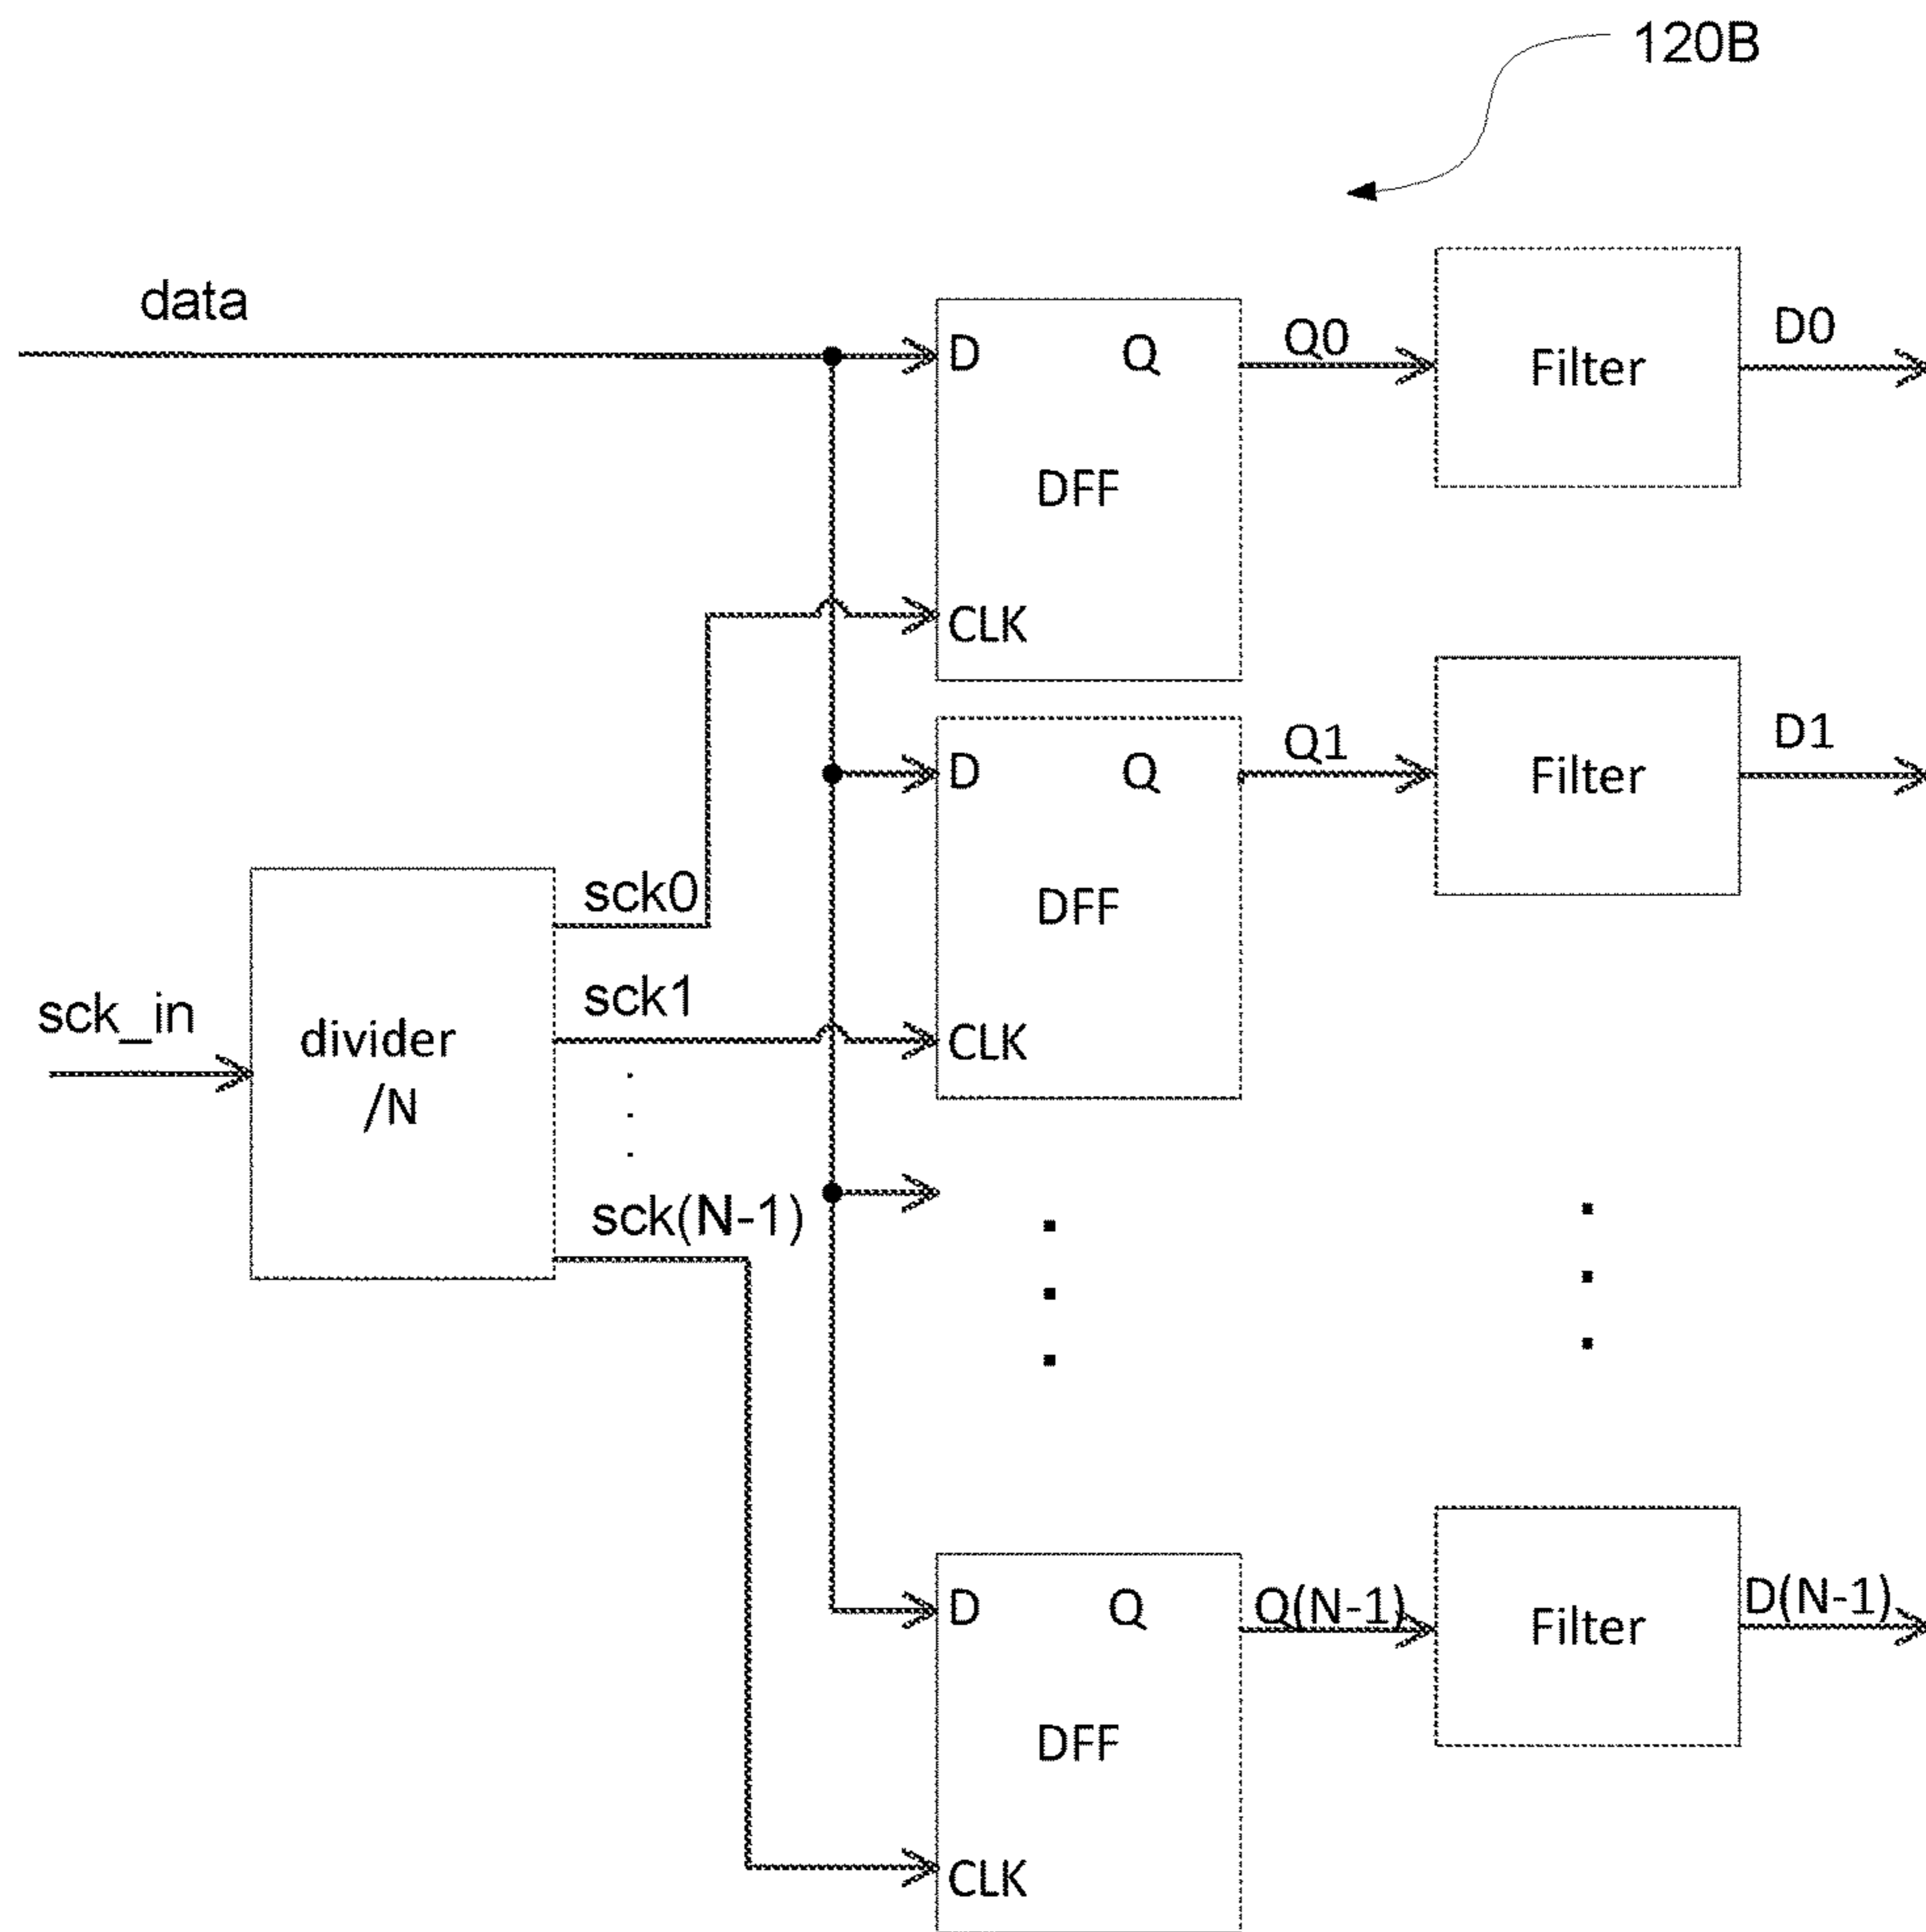 120B
data
D Q
DFF
CLK
Q0
Filter
D0
D Q
DFF
CLK
Q1
Filter
D1
sck_in
divider
/N
sck0
sck1
sck(N-1)
D Q
DFF
CLK
Q(N-1)
Filter
D(N-1)